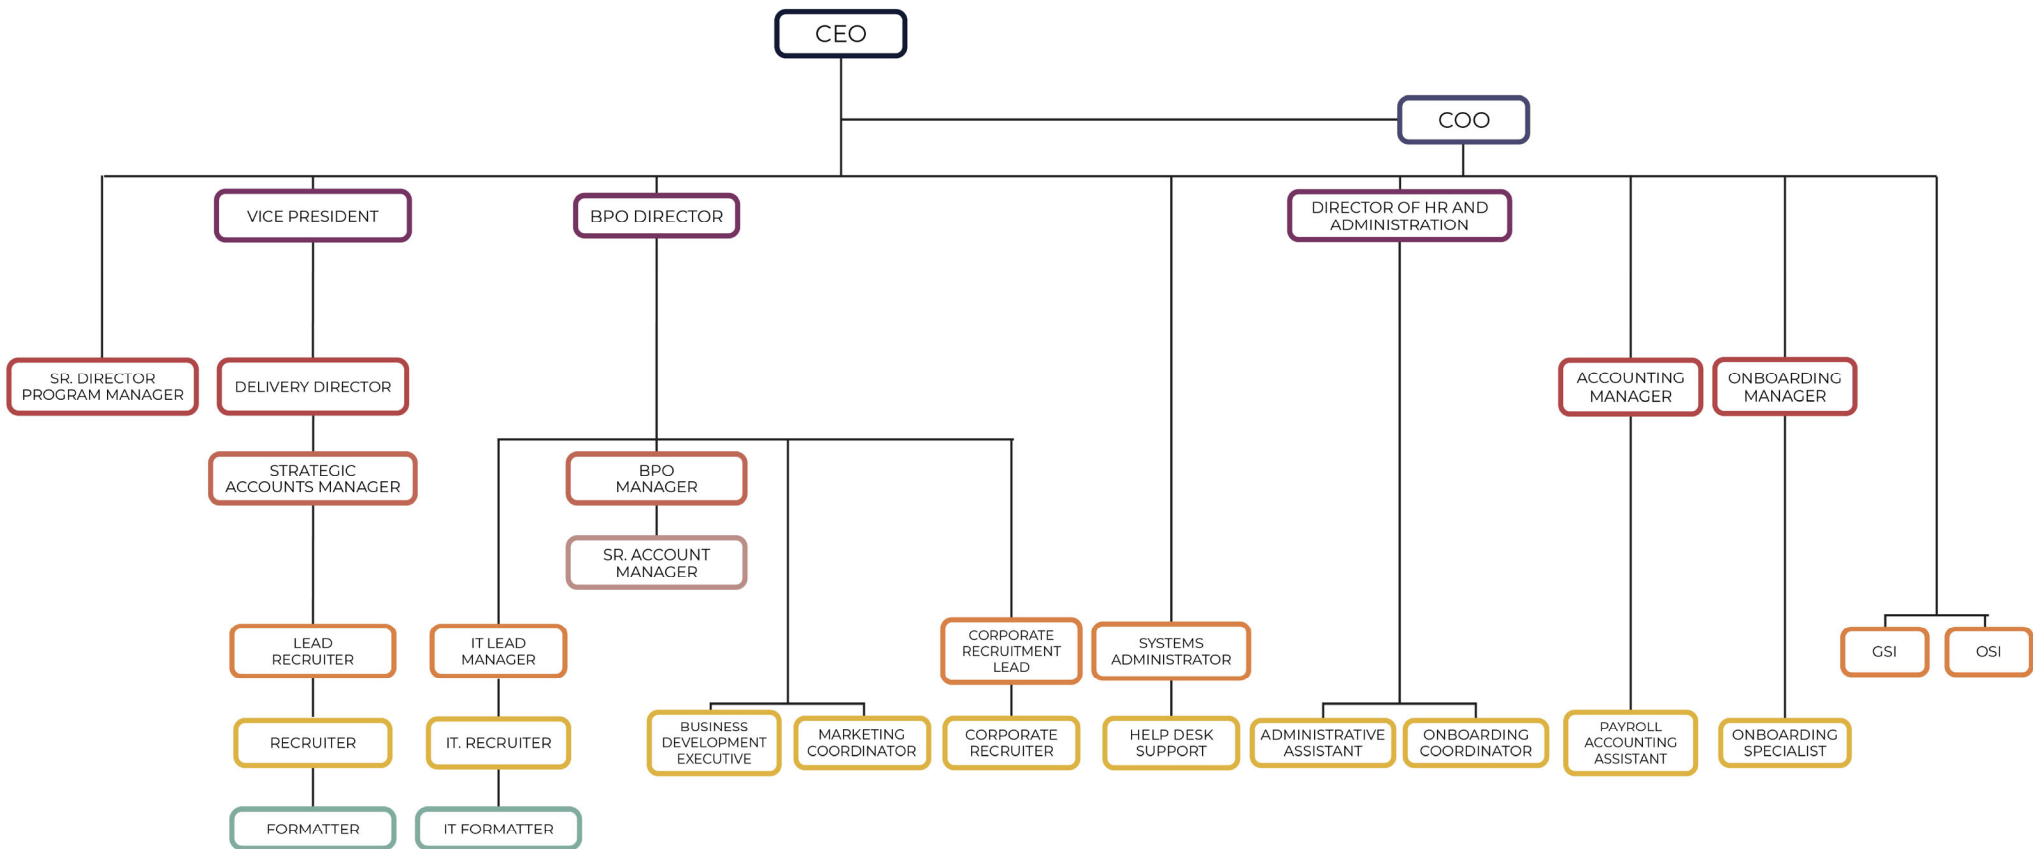 CEO
COO
VICE PRESIDENT
BPO DIRECTOR
DIRECTOR OF HR AND
ADMINISTRATION
SR. DIRECTOR
PROGRAM MANAGER
DELIVERY DIRECTOR
ACCOUNTING
MANAGER
ONBOARDING
MANAGER
STRATEGIC
ACCOUNTS MANAGER
BPO
MANAGER
SR. ACCOUNT
MANAGER
LEAD
RECRUITER
IT LEAD
MANAGER
CORPORATE
RECRUITMENT
LEAD
SYSTEMS
ADMINISTRATOR
GSI
OSI
RECRUITER
IT. RECRUITER
BUSINESS
DEVELOPMENT
EXECUTIVE
MARKETING
COORDINATOR
CORPORATE
RECRUITER
HELP DESK
SUPPORT
ADMINISTRATIVE
ASSISTANT
ONBOARDING
COORDINATOR
PAYROLL
ACCOUNTING
ASSISTANT
ONBOARDING
SPECIALIST
FORMATTER
IT FORMATTER